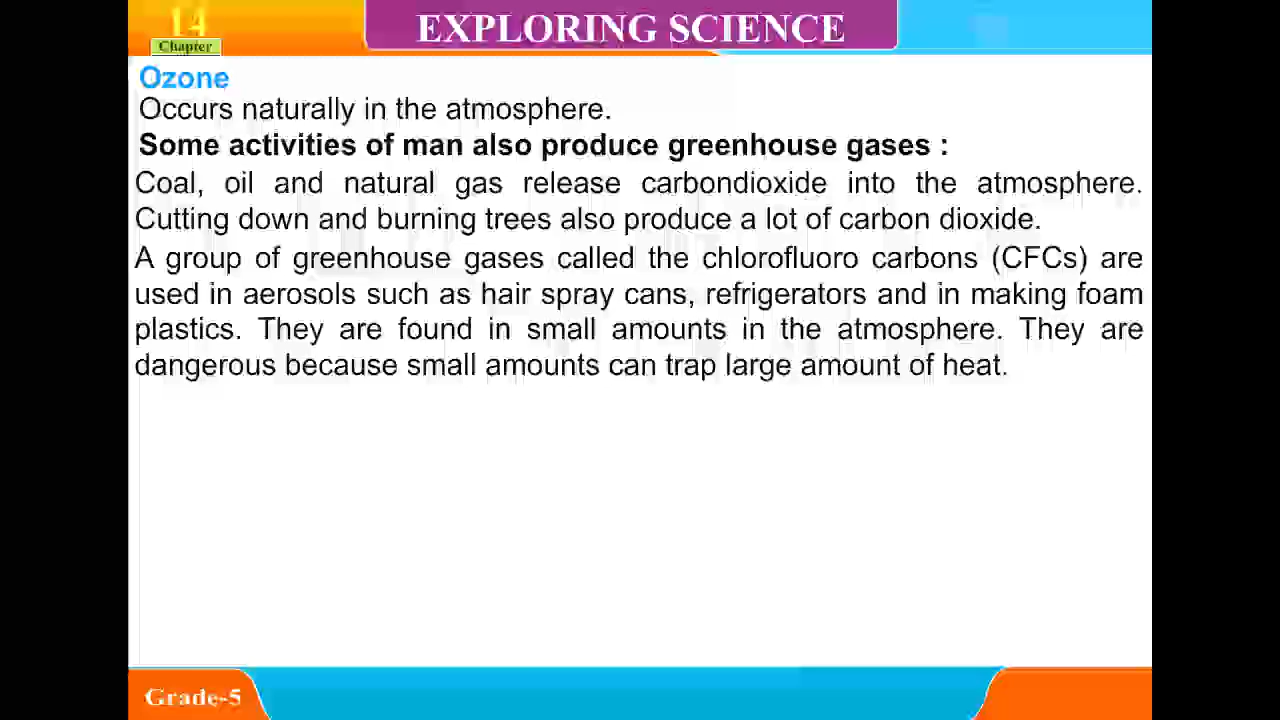 14
Chapter
EXPLORING SCIENCE
Ozone
Occurs naturally in the atmosphere.
Some activities of man also produce greenhouse gases :
Coal, oil and natural gas release carbondioxide into the atmosphere.
Cutting down and burning trees also produce a lot of carbon dioxide.
A group of greenhouse gases called the chlorofluoro carbons (CFCs) are
used in aerosols such as hair spray cans, refrigerators and in making foam
plastics. They are found in small amounts in the atmosphere. They are
dangerous because small amounts can trap large amount of heat.
Grade-5